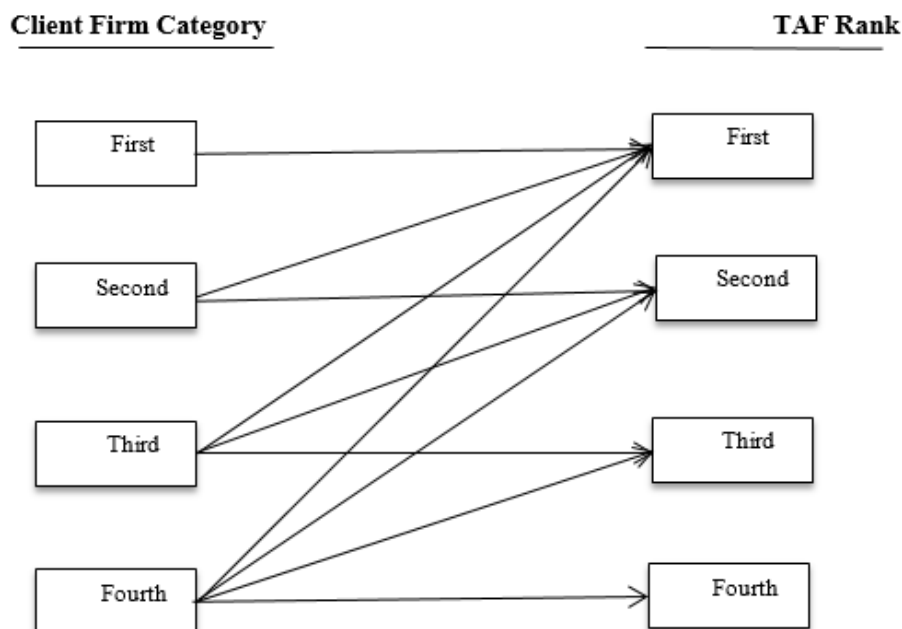 Client Firm Category
TAF Rank
First
First
Second
Second
Third
Third
Fourth
Fourth